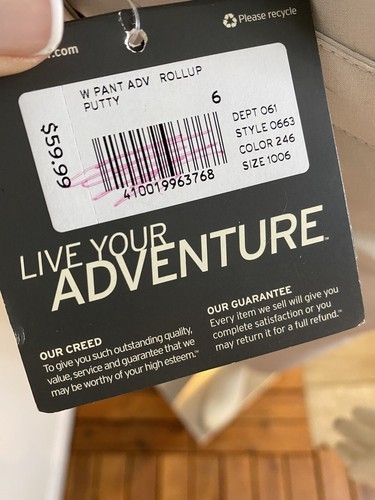 .com
Please recycle
W PANT ADV ROLLUP
PUTTY
6
$59.99
DEPT 061
STYLE 0663
COLOR 246
SIZE 1006
410019963768
LIVE YOUR
ADVENTURE™
OUR CREED
To give you such outstanding quality,
value, service and guarantee that we
may be worthy of your high esteem.™
OUR GUARANTEE
Every item we sell will give you
complete satisfaction or you
may return it for a full refund.™